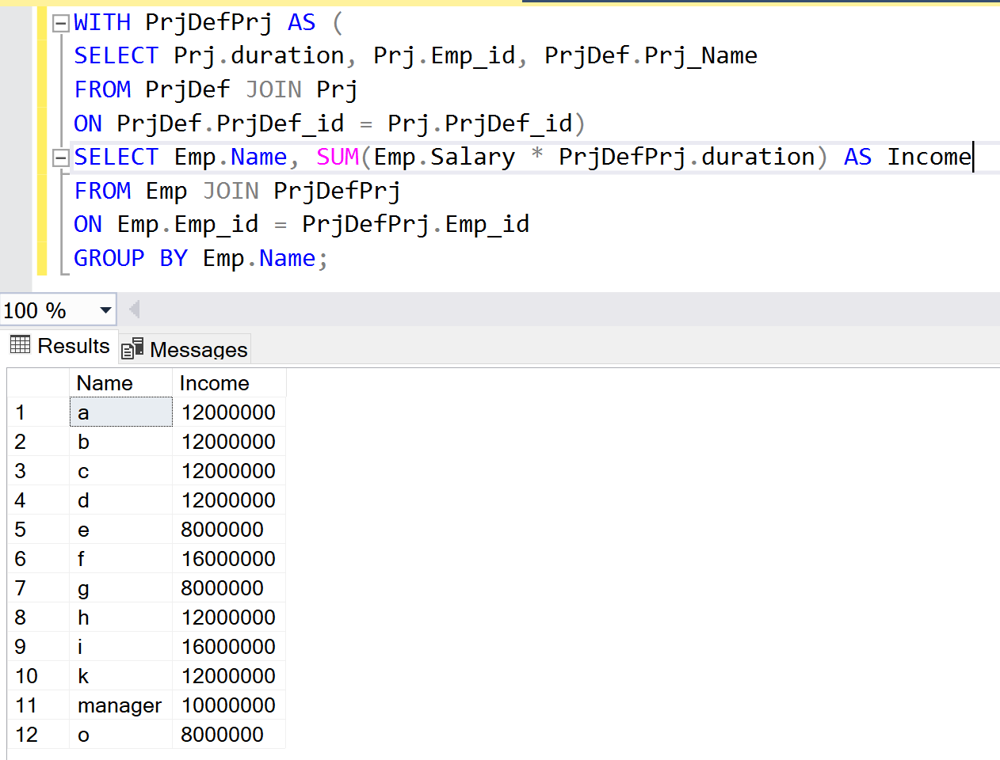 WITH PrjDefPrj AS (
SELECT Prj.duration, Prj.Emp_id, PrjDef.Prj_Name
FROM PrjDef JOIN Prj
ON PrjDef.PrjDef_id = Prj.PrjDef_id)
SELECT Emp.Name, SUM(Emp.Salary * PrjDefPrj.duration) AS Income
FROM Emp JOIN PrjDefPrj
ON Emp.Emp_id = PrjDefPrj.Emp_id
GROUP BY Emp.Name;
100 %
Results Messages
Name Income
1 a 12000000
2 b 12000000
3 c 12000000
4 d 12000000
5 e 8000000
6 f 16000000
7 g 8000000
8 h 12000000
9 i 16000000
10 k 12000000
11 manager 10000000
12 o 8000000